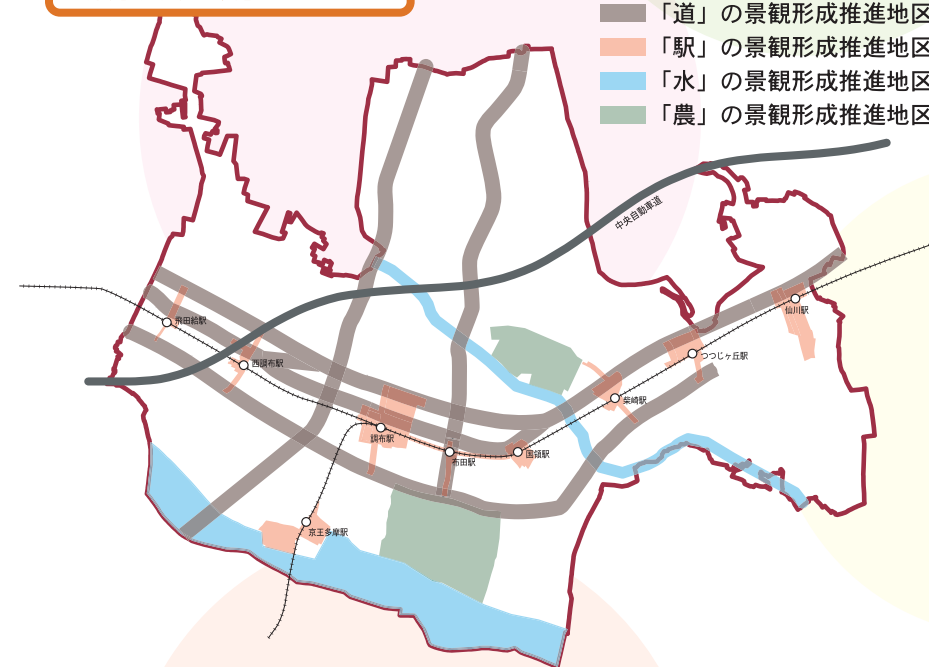 「道」の景観形成推進地区
「駅」の景観形成推進地区
「水」の景観形成推進地区
「農」の景観形成推進地区
中央自動車道
飛田給駅
西調布駅
調布駅
布田駅
国領駅
柴崎駅
つつじヶ丘駅
仙川駅
京王多摩駅